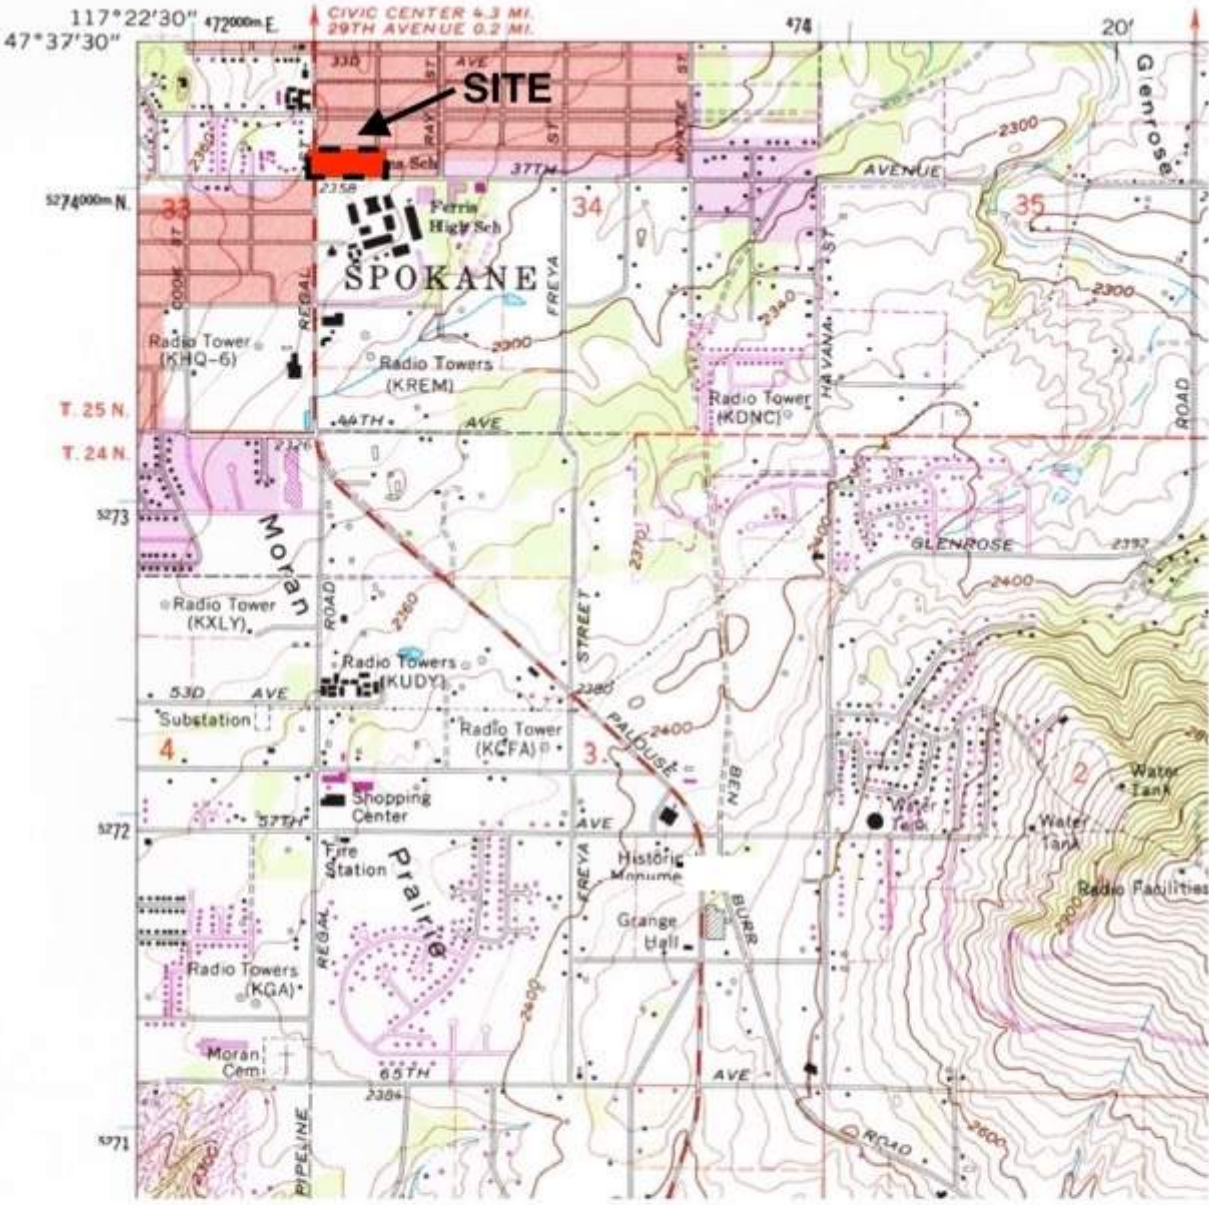 117°22'30"
472000m. E.
CIVIC CENTER 4.3 MI.
29TH AVENUE 0.2 MI.
474
20'
47°37'30"
33D AVE
ST
ST
SITE
Glenrose
RAY
ST
ST
2300
37TH
AVENUE
Sch
2358
5274000m. N.
33
34
35
Ferris
High Sch
ST
SPOKANE
COOK
REGAL
FREYA
HAVANA
ST
2300
2340
Radio Tower
(KHQ-6)
2300
Radio Towers
(KREM)
Radio Tower
(KDNC)
ROAD
T. 25 N.
44TH
AVE
T. 24 N.
2326
5273
Moran
2370
2400
GLENROSE
2392
2400
Radio Tower
(KXLY)
ROAD
2360
STREET
Radio Towers
(KUDY)
53D AVE
2380
Substation
PALOUSE
2400
Radio Tower
(KCFA)
4
3
2
BEN
Water
Tank
Shopping
Center
Water
Tank
5272
57TH
AVE
Fire
Station
Prairie
FREYA
Historic
Radio Facilities
2900
REGAL
Grange
Hall
BURR
Radio Towers
(KGA)
2400
Moran
Cem
65TH
AVE
2384
5271
PIPELINE
2300
ROAD
2600